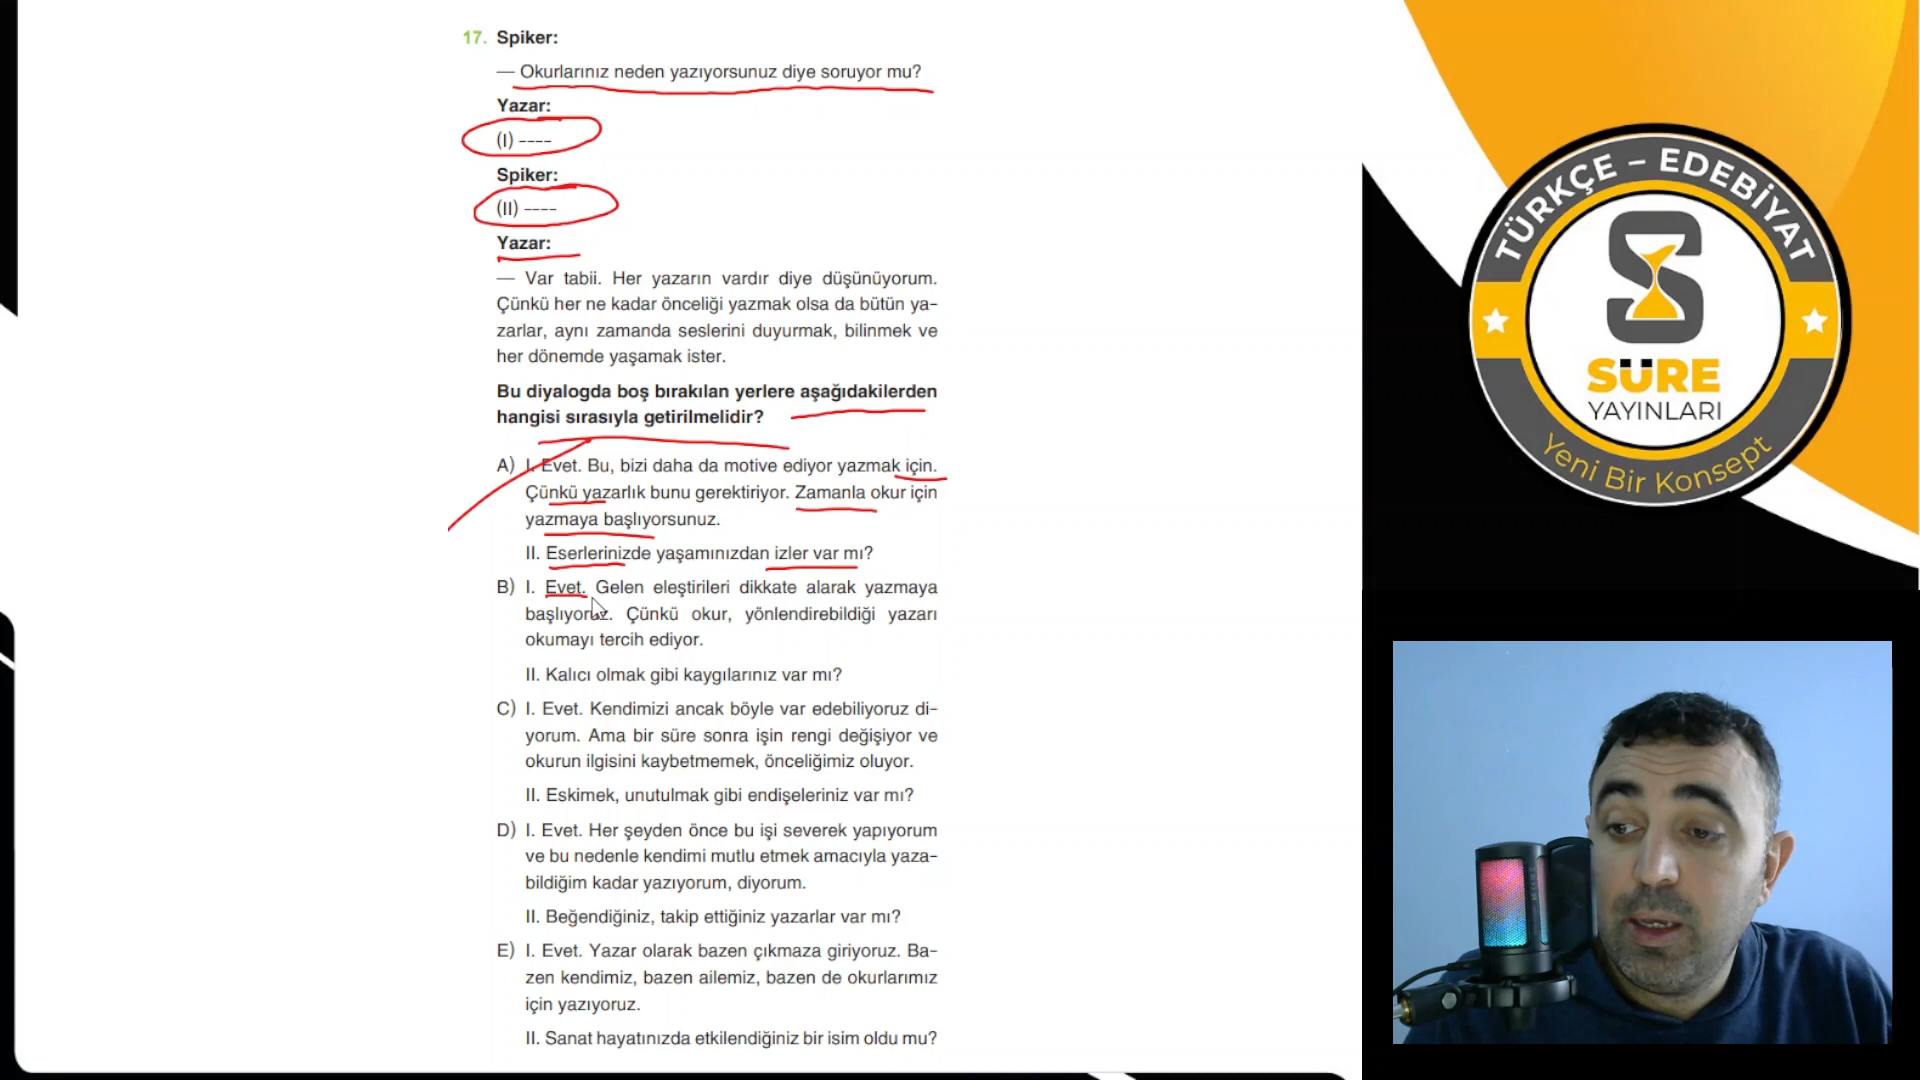 17. Spiker:
— Okurlarınız neden yazıyorsunuz diye soruyor mu?
Yazar:
(I) ----
Spiker:
(II) ----
Yazar:
— Var tabii. Her yazarın vardır diye düşünüyorum.
Çünkü her ne kadar önceliği yazmak olsa da bütün ya-
zarlar, aynı zamanda seslerini duyurmak, bilinmek ve
her dönemde yaşamak ister.
Bu diyalogda boş bırakılan yerlere aşağıdakilerden
hangisi sırasıyla getirilmelidir?
A) I. Evet. Bu, bizi daha da motive ediyor yazmak için.
Çünkü yazarlık bunu gerektiriyor. Zamanla okur için
yazmaya başlıyorsunuz.
II. Eserlerinizde yaşamınızdan izler var mı?
B) I. Evet. Gelen eleştirileri dikkate alarak yazmaya
başlıyoruz. Çünkü okur, yönlendirebildiği yazarı
okumayı tercih ediyor.
II. Kalıcı olmak gibi kaygılarınız var mı?
C) I. Evet. Kendimizi ancak böyle var edebiliyoruz di-
yorum. Ama bir süre sonra işin rengi değişiyor ve
okurun ilgisini kaybetmemek, önceliğimiz oluyor.
II. Eskimek, unutulmak gibi endişeleriniz var mı?
D) I. Evet. Her şeyden önce bu işi severek yapıyorum
ve bu nedenle kendimi mutlu etmek amacıyla yaza-
bildiğim kadar yazıyorum, diyorum.
II. Beğendiğiniz, takip ettiğiniz yazarlar var mı?
E) I. Evet. Yazar olarak bazen çıkmaza giriyoruz. Ba-
zen kendimiz, bazen ailemiz, bazen de okurlarımız
için yazıyoruz.
II. Sanat hayatınızda etkilendiğiniz bir isim oldu mu?
TÜRKÇE – EDEBİYAT
S
SÜRE
YAYINLARI
Yeni Bir Konsept